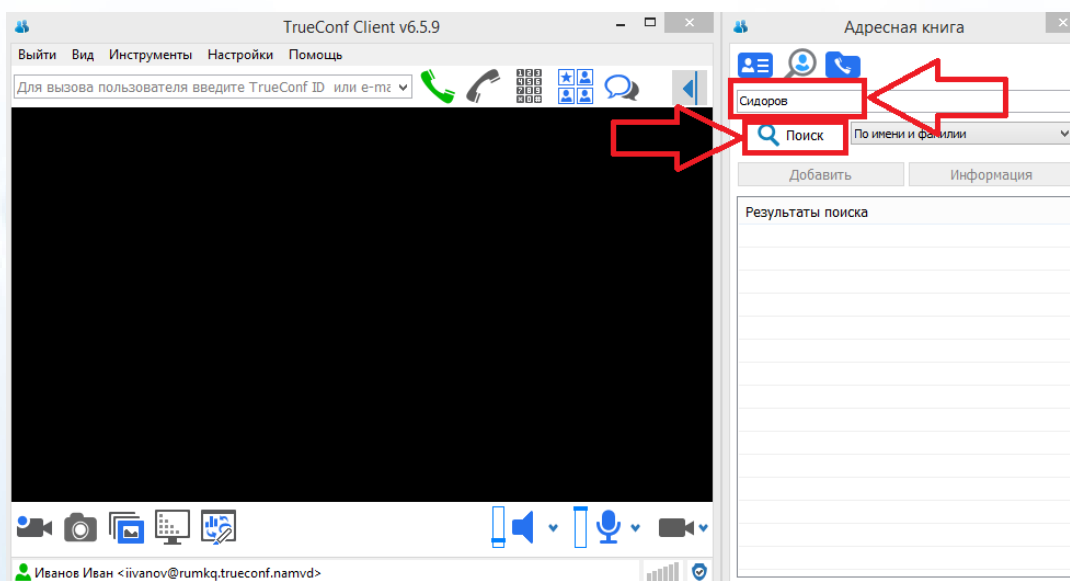 TrueConf Client v6.5.9
Выйти Вид Инструменты Настройки Помощь
Для вызова пользователя введите TrueConf ID или e-ma
Иванов Иван <iivanov@rumkq.trueconf.namvd>
Адресная книга
Сидоров
Поиск По имени и фамилии
Добавить Информация
Результаты поиска